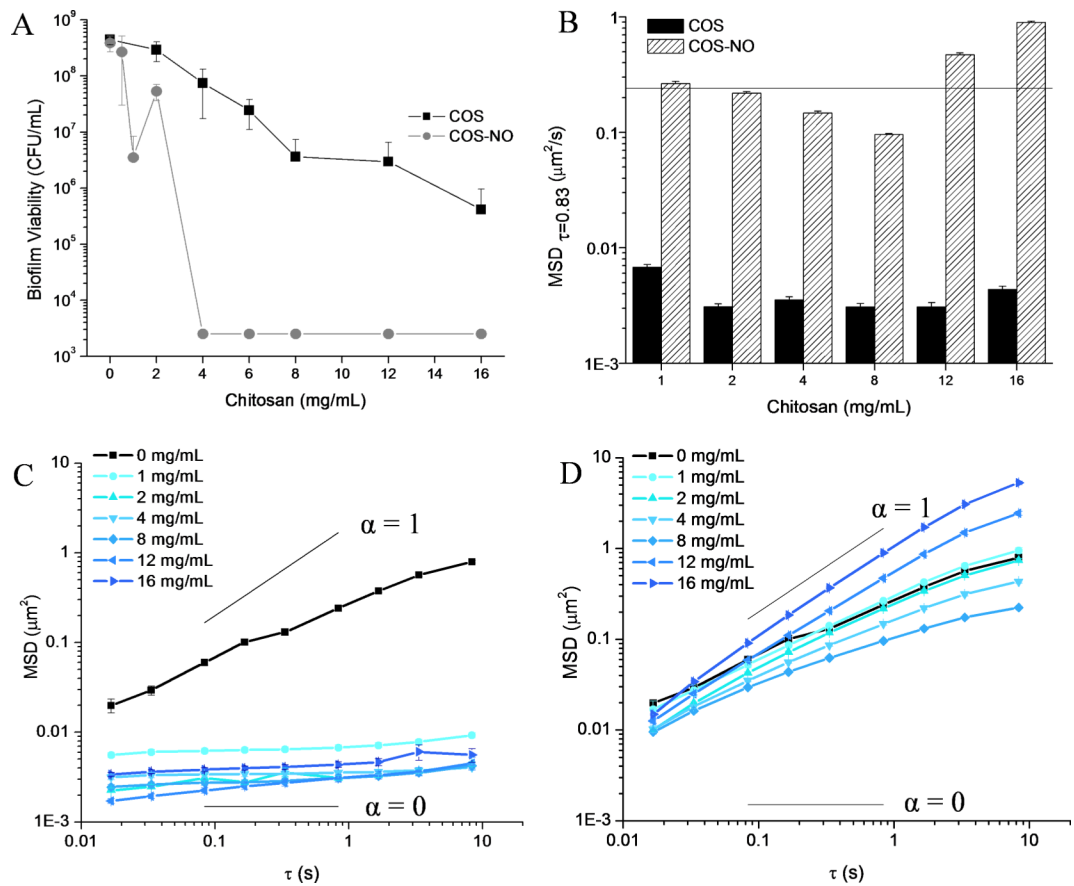 A
Biofilm Viability (CFU/mL)
10^9
10^8
10^7
10^6
10^5
10^4
10^3
COS
COS-NO
0 2 4 6 8 10 12 14 16
Chitosan (mg/mL)
B
MSD τ=0.83 (μm²/s)
1
0.1
0.01
1E-3
COS
COS-NO
1 2 4 8 12 16
Chitosan (mg/mL)
C
0 mg/mL
1 mg/mL
2 mg/mL
4 mg/mL
8 mg/mL
12 mg/mL
16 mg/mL
MSD (μm²)
10
1
0.1
0.01
1E-3
α = 1
α = 0
0.01 0.1 1 10
τ (s)
D
0 mg/mL
1 mg/mL
2 mg/mL
4 mg/mL
8 mg/mL
12 mg/mL
16 mg/mL
MSD (μm²)
10
1
0.1
0.01
1E-3
α = 1
α = 0
0.01 0.1 1 10
τ (s)